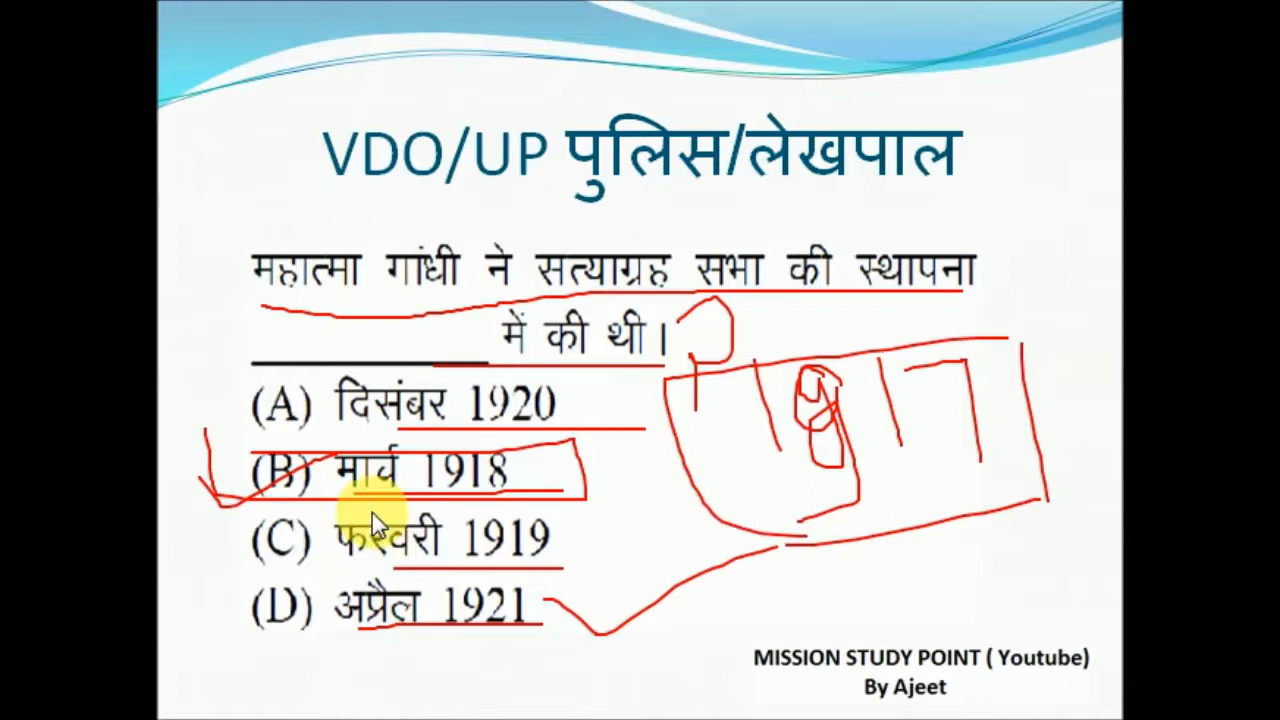 VDO/UP पुलिस/लेखपाल
महात्मा गांधी ने सत्याग्रह सभा की स्थापना
__________ में की थी।
(A) दिसंबर 1920
(B) मार्च 1918
(C) फरवरी 1919
(D) अप्रैल 1921
1917
MISSION STUDY POINT ( Youtube)
By Ajeet